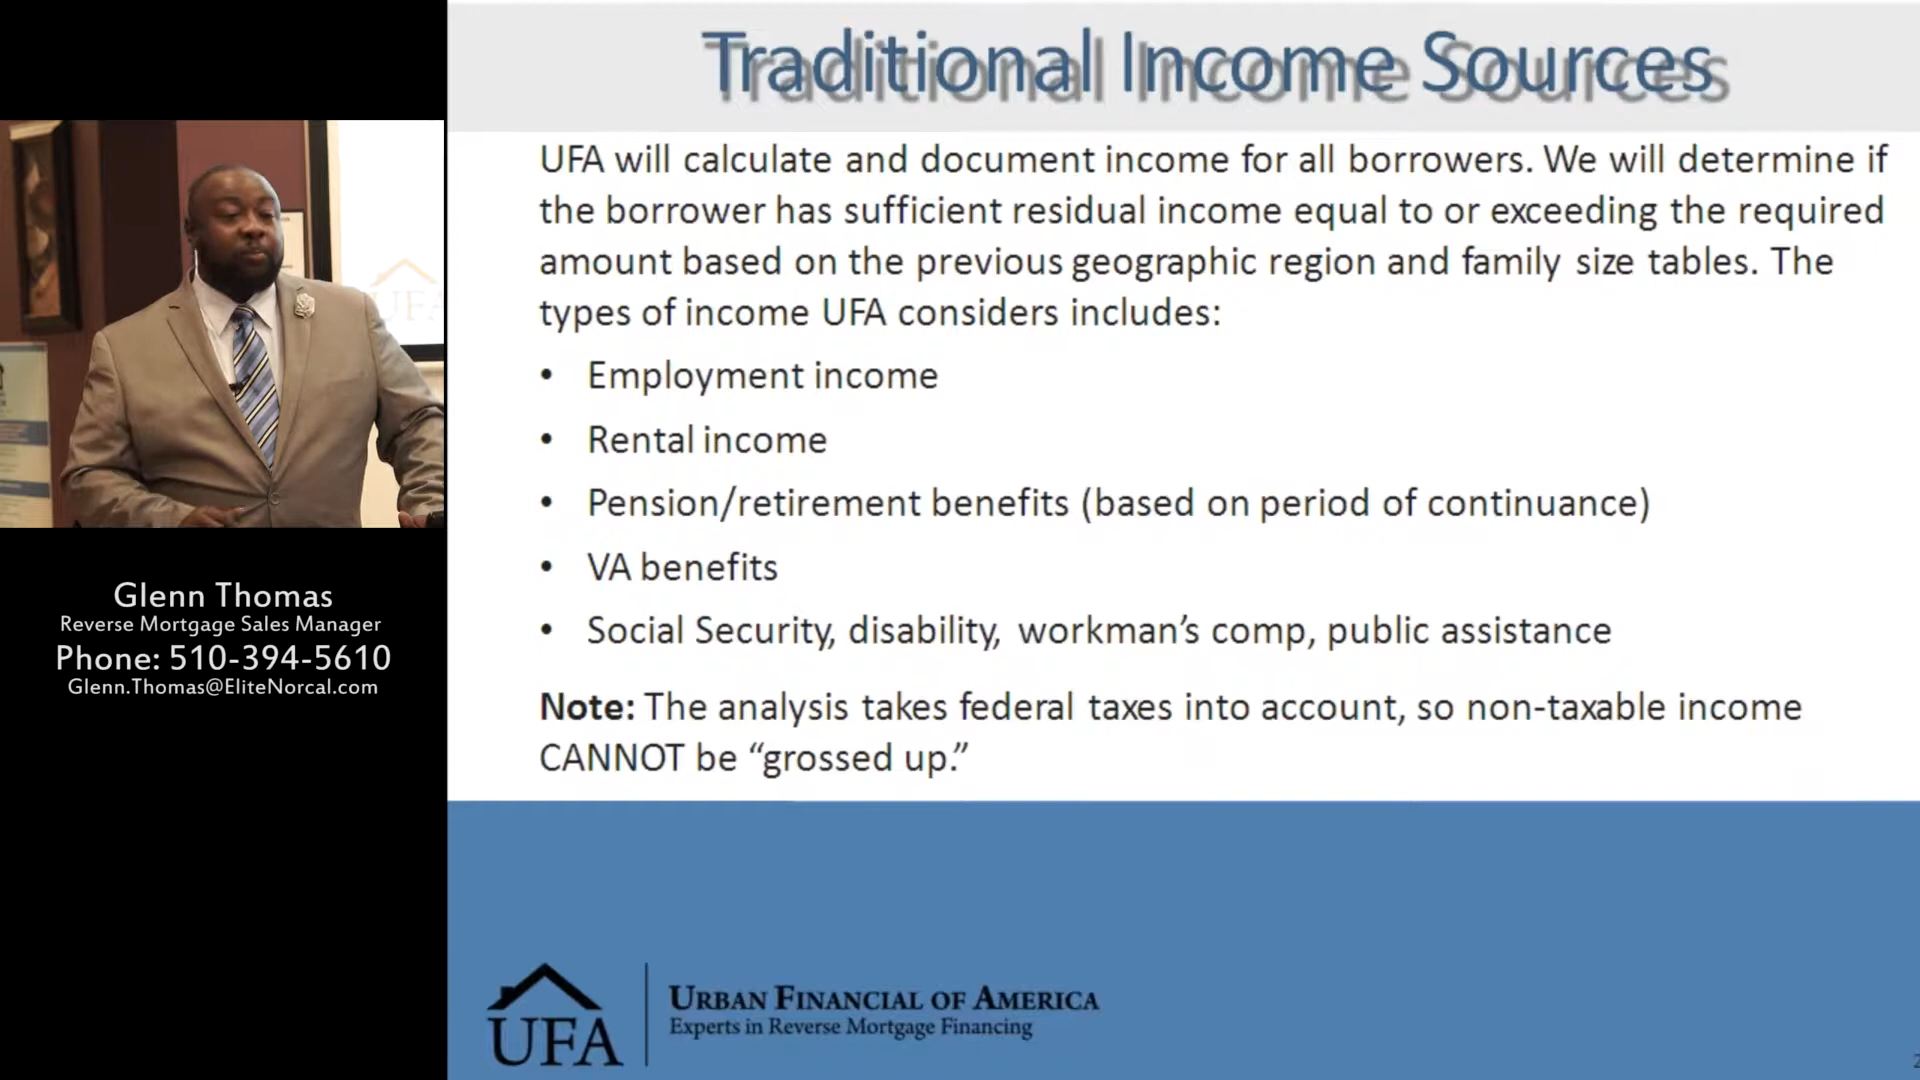 Traditional Income Sources
UFA will calculate and document income for all borrowers. We will determine if
the borrower has sufficient residual income equal to or exceeding the required
amount based on the previous geographic region and family size tables. The
types of income UFA considers includes:
• Employment income
• Rental income
• Pension/retirement benefits (based on period of continuance)
• VA benefits
• Social Security, disability, workman’s comp, public assistance
Note: The analysis takes federal taxes into account, so non-taxable income
CANNOT be “grossed up.”
UFA
Glenn Thomas
Reverse Mortgage Sales Manager
Phone: 510-394-5610
Glenn.Thomas@EliteNorcal.com
UFA
URBAN FINANCIAL OF AMERICA
Experts in Reverse Mortgage Financing